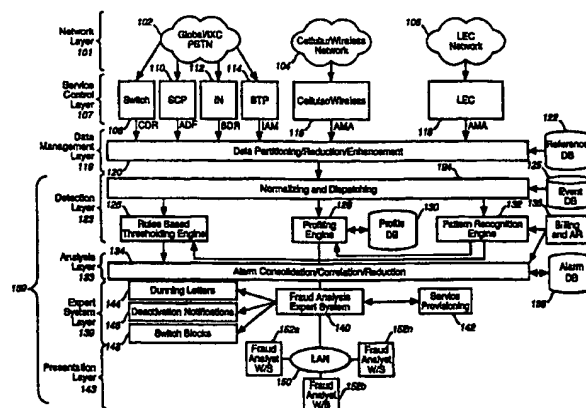 Network
Layer
101
102
Global/IXC
PSTN
Cellular/Wireless
Network
104
106
LEC
Network
Service
Control
Layer
107
110
112
114
Switch
SCP
IN
STP
Cellular/Wireless
LEC
108
CDR
ADF
BDR
IAM
116
AMA
118
AMA
122
Reference
DB
Data
Management
Layer
119
120
Data Partitioning/Reduction/Enhancement
Event
DB
Detection
Layer
123
Normalizing and Dispatching
Rules Based
Thresholding Engine
126
128
Profiling
Engine
130
Profile
DB
132
Pattern Recognition
Engine
Billing
and AR
Analysis
Layer
133
134
Alarm Consolidation/Correlation/Reduction
Alarm
DB
Expert
System
Layer
139
144
Dunning Letters
146
Deactivation Notifications
148
Switch Blocks
Fraud Analysis
Expert System
140
Service
Provisioning
142
Presentation
Layer
143
152a
Fraud
Analyst
W/S
LAN
150
152n
Fraud
Analyst
W/S
152b
Fraud
Analyst
W/S